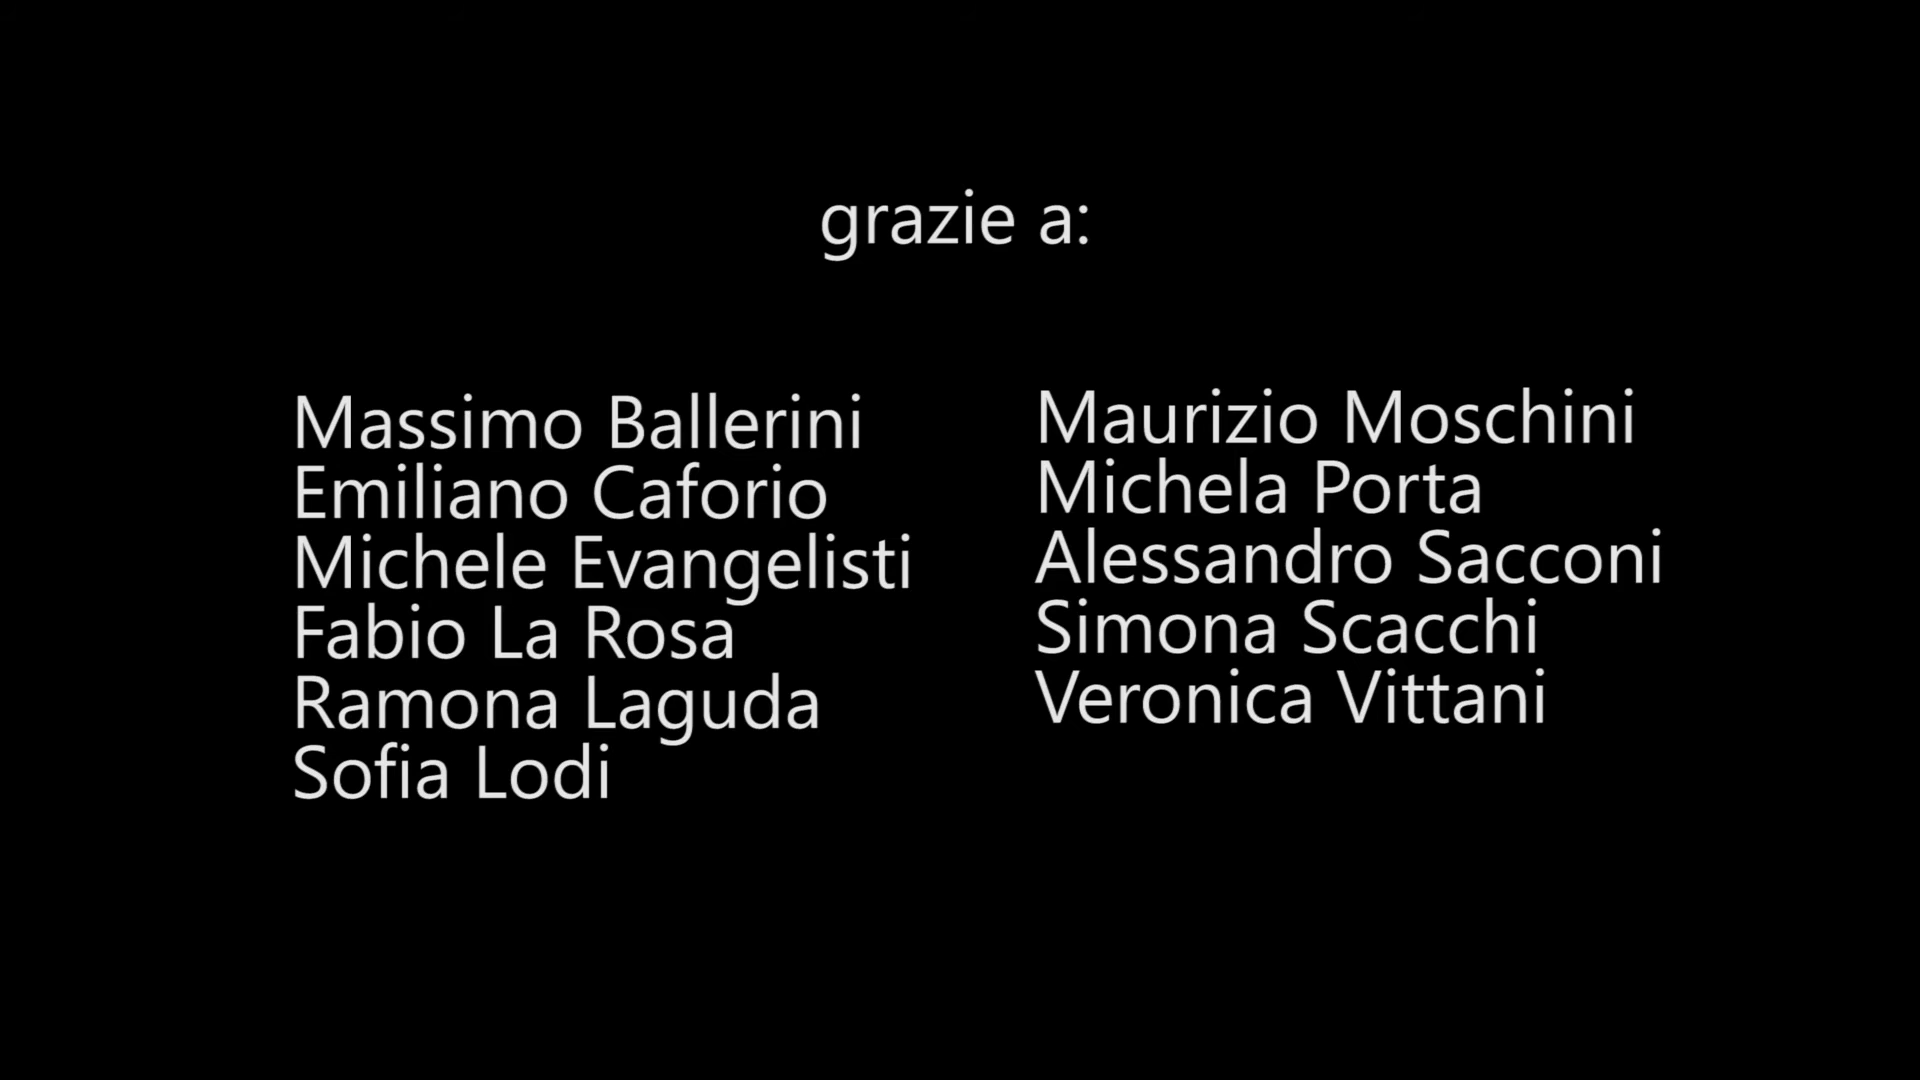 grazie a:
Massimo Ballerini
Emiliano Caforio
Michele Evangelisti
Fabio La Rosa
Ramona Laguda
Sofia Lodi
Maurizio Moschini
Michela Porta
Alessandro Sacconi
Simona Scacchi
Veronica Vittani